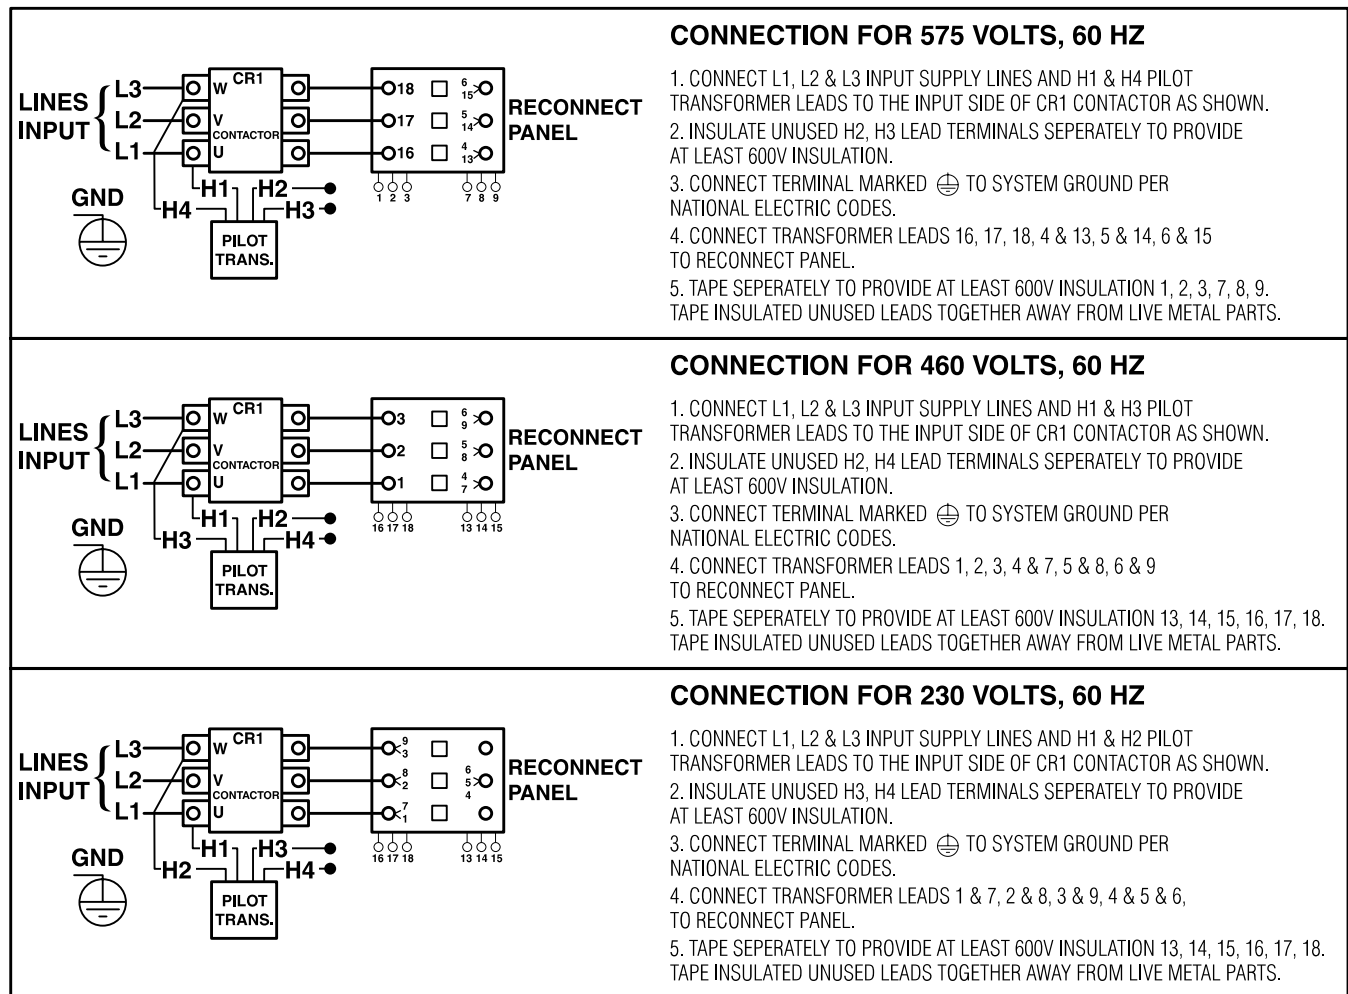 CONNECTION FOR 575 VOLTS, 60 HZ
LINES
INPUT
L3
L2
L1
CR1
W
V
CONTACTOR
U
18
17
16
6
15
5
14
4
13
RECONNECT
PANEL
1 2 3
7 8 9
GND
H1
H2
H4
H3
PILOT
TRANS.
1. CONNECT L1, L2 & L3 INPUT SUPPLY LINES AND H1 & H4 PILOT
TRANSFORMER LEADS TO THE INPUT SIDE OF CR1 CONTACTOR AS SHOWN.
2. INSULATE UNUSED H2, H3 LEAD TERMINALS SEPERATELY TO PROVIDE
AT LEAST 600V INSULATION.
3. CONNECT TERMINAL MARKED ⏚ TO SYSTEM GROUND PER
NATIONAL ELECTRIC CODES.
4. CONNECT TRANSFORMER LEADS 16, 17, 18, 4 & 13, 5 & 14, 6 & 15
TO RECONNECT PANEL.
5. TAPE SEPERATELY TO PROVIDE AT LEAST 600V INSULATION 1, 2, 3, 7, 8, 9.
TAPE INSULATED UNUSED LEADS TOGETHER AWAY FROM LIVE METAL PARTS.
CONNECTION FOR 460 VOLTS, 60 HZ
LINES
INPUT
L3
L2
L1
CR1
W
V
CONTACTOR
U
3
2
1
6
9
5
8
4
7
RECONNECT
PANEL
16 17 18
13 14 15
GND
H1
H2
H3
H4
PILOT
TRANS.
1. CONNECT L1, L2 & L3 INPUT SUPPLY LINES AND H1 & H3 PILOT
TRANSFORMER LEADS TO THE INPUT SIDE OF CR1 CONTACTOR AS SHOWN.
2. INSULATE UNUSED H2, H4 LEAD TERMINALS SEPERATELY TO PROVIDE
AT LEAST 600V INSULATION.
3. CONNECT TERMINAL MARKED ⏚ TO SYSTEM GROUND PER
NATIONAL ELECTRIC CODES.
4. CONNECT TRANSFORMER LEADS 1, 2, 3, 4 & 7, 5 & 8, 6 & 9
TO RECONNECT PANEL.
5. TAPE SEPERATELY TO PROVIDE AT LEAST 600V INSULATION 13, 14, 15, 16, 17, 18.
TAPE INSULATED UNUSED LEADS TOGETHER AWAY FROM LIVE METAL PARTS.
CONNECTION FOR 230 VOLTS, 60 HZ
LINES
INPUT
L3
L2
L1
CR1
W
V
CONTACTOR
U
9
3
8
2
7
1
6
5
4
RECONNECT
PANEL
16 17 18
13 14 15
GND
H1
H3
H2
H4
PILOT
TRANS.
1. CONNECT L1, L2 & L3 INPUT SUPPLY LINES AND H1 & H2 PILOT
TRANSFORMER LEADS TO THE INPUT SIDE OF CR1 CONTACTOR AS SHOWN.
2. INSULATE UNUSED H3, H4 LEAD TERMINALS SEPERATELY TO PROVIDE
AT LEAST 600V INSULATION.
3. CONNECT TERMINAL MARKED ⏚ TO SYSTEM GROUND PER
NATIONAL ELECTRIC CODES.
4. CONNECT TRANSFORMER LEADS 1 & 7, 2 & 8, 3 & 9, 4 & 5 & 6,
TO RECONNECT PANEL.
5. TAPE SEPERATELY TO PROVIDE AT LEAST 600V INSULATION 13, 14, 15, 16, 17, 18.
TAPE INSULATED UNUSED LEADS TOGETHER AWAY FROM LIVE METAL PARTS.